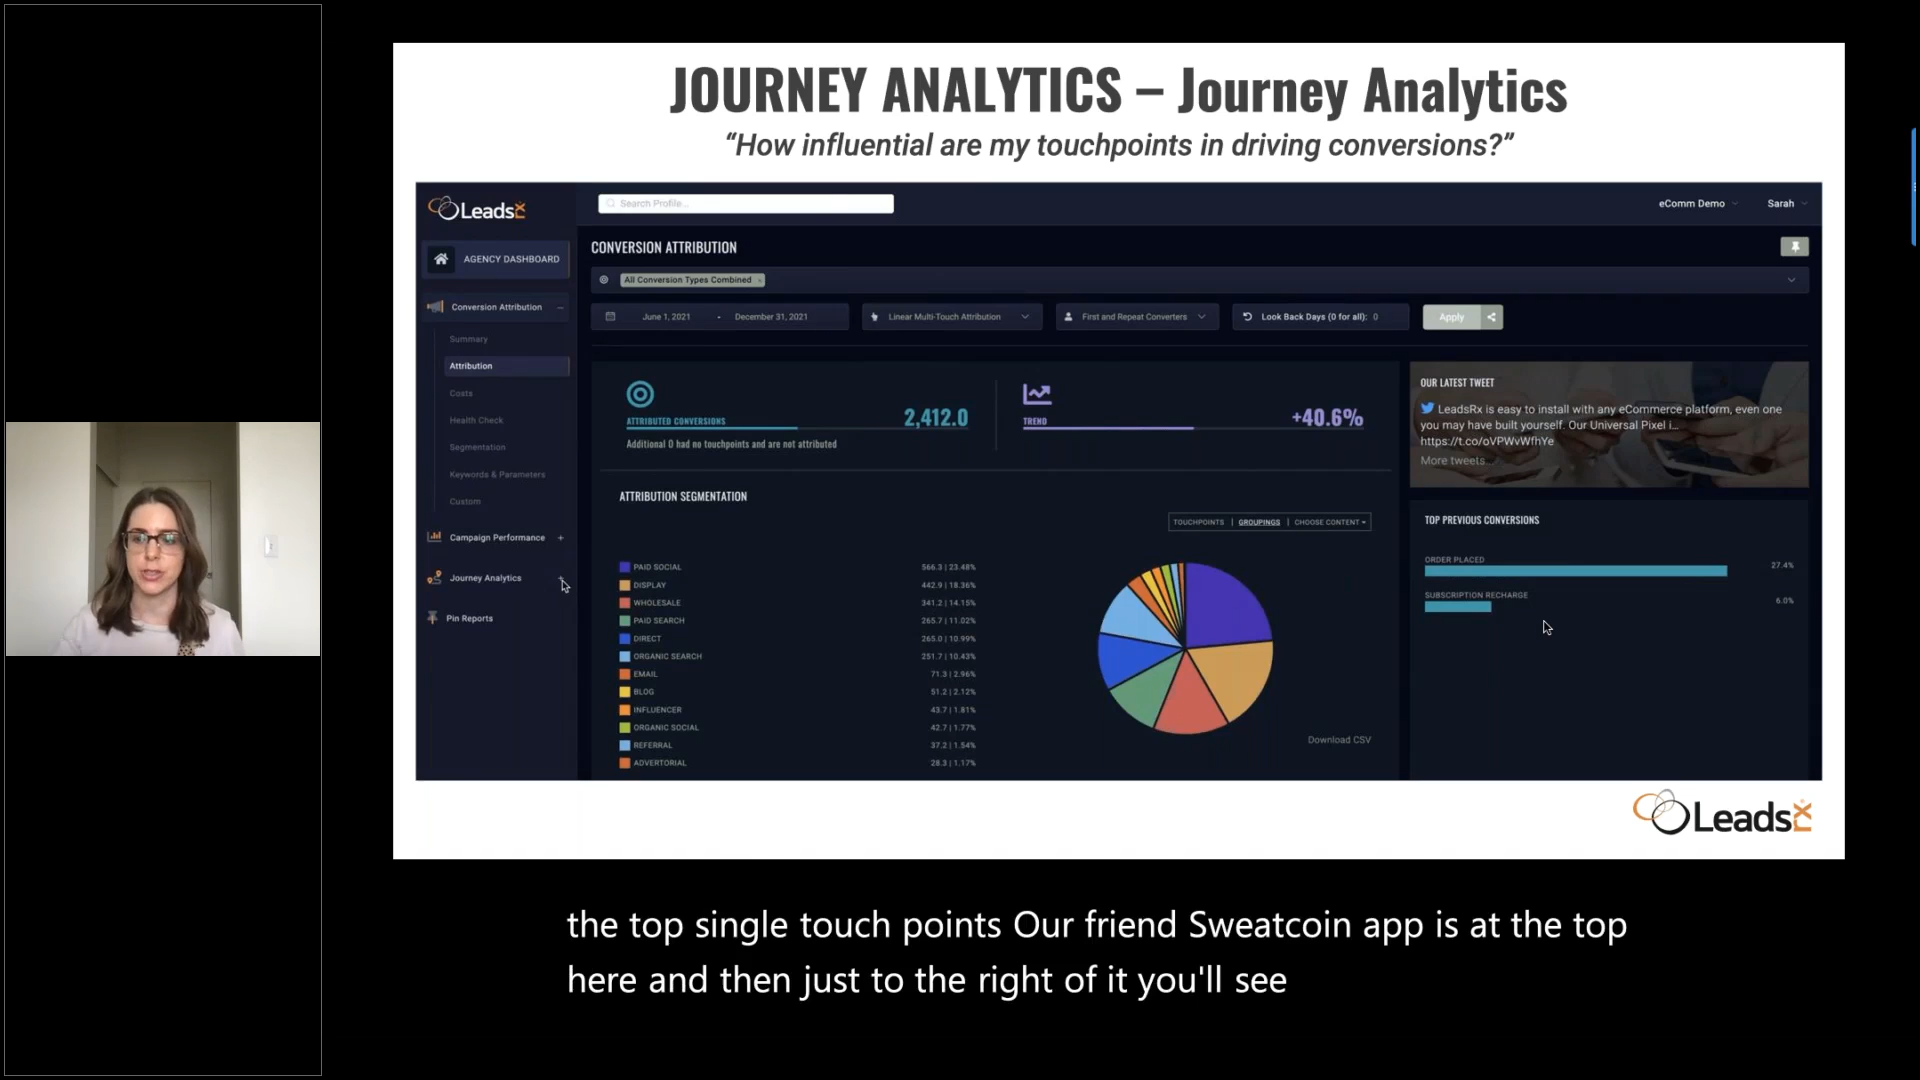 JOURNEY ANALYTICS – Journey Analytics
“How influential are my touchpoints in driving conversions?”
LeadsRx
Search Profile...
eComm Demo
Sarah
AGENCY DASHBOARD
Conversion Attribution
Summary
Attribution
Costs
Health Check
Segmentation
Keywords & Parameters
Custom
Campaign Performance +
Journey Analytics
Pin Reports
CONVERSION ATTRIBUTION
All Conversion Types Combined
June 1, 2021 - December 31, 2021
Linear Multi-Touch Attribution
First and Repeat Converters
Look Back Days (0 for all): 0
Apply
ATTRIBUTED CONVERSIONS 2,412.0
Additional 0 had no touchpoints and are not attributed
TREND +40.6%
ATTRIBUTION SEGMENTATION
TOUCHPOINTS | GROUPINGS | CHOOSE CONTENT
PAID SOCIAL 566.3 | 23.48%
DISPLAY 442.9 | 18.36%
WHOLESALE 341.2 | 14.15%
PAID SEARCH 265.7 | 11.02%
DIRECT 265.0 | 10.99%
ORGANIC SEARCH 251.7 | 10.43%
EMAIL 71.3 | 2.96%
BLOG 51.2 | 2.12%
INFLUENCER 43.7 | 1.81%
ORGANIC SOCIAL 42.7 | 1.77%
REFERRAL 37.2 | 1.54%
ADVERTORIAL 28.3 | 1.17%
Download CSV
OUR LATEST TWEET
LeadsRx is easy to install with any eCommerce platform, even one
you may have built yourself. Our Universal Pixel i...
https://t.co/oVPWvWfhYe
More tweets...
TOP PREVIOUS CONVERSIONS
ORDER PLACED
27.4%
SUBSCRIPTION RECHARGE
6.0%
LeadsRx
the top single touch points Our friend Sweatcoin app is at the top
here and then just to the right of it you'll see